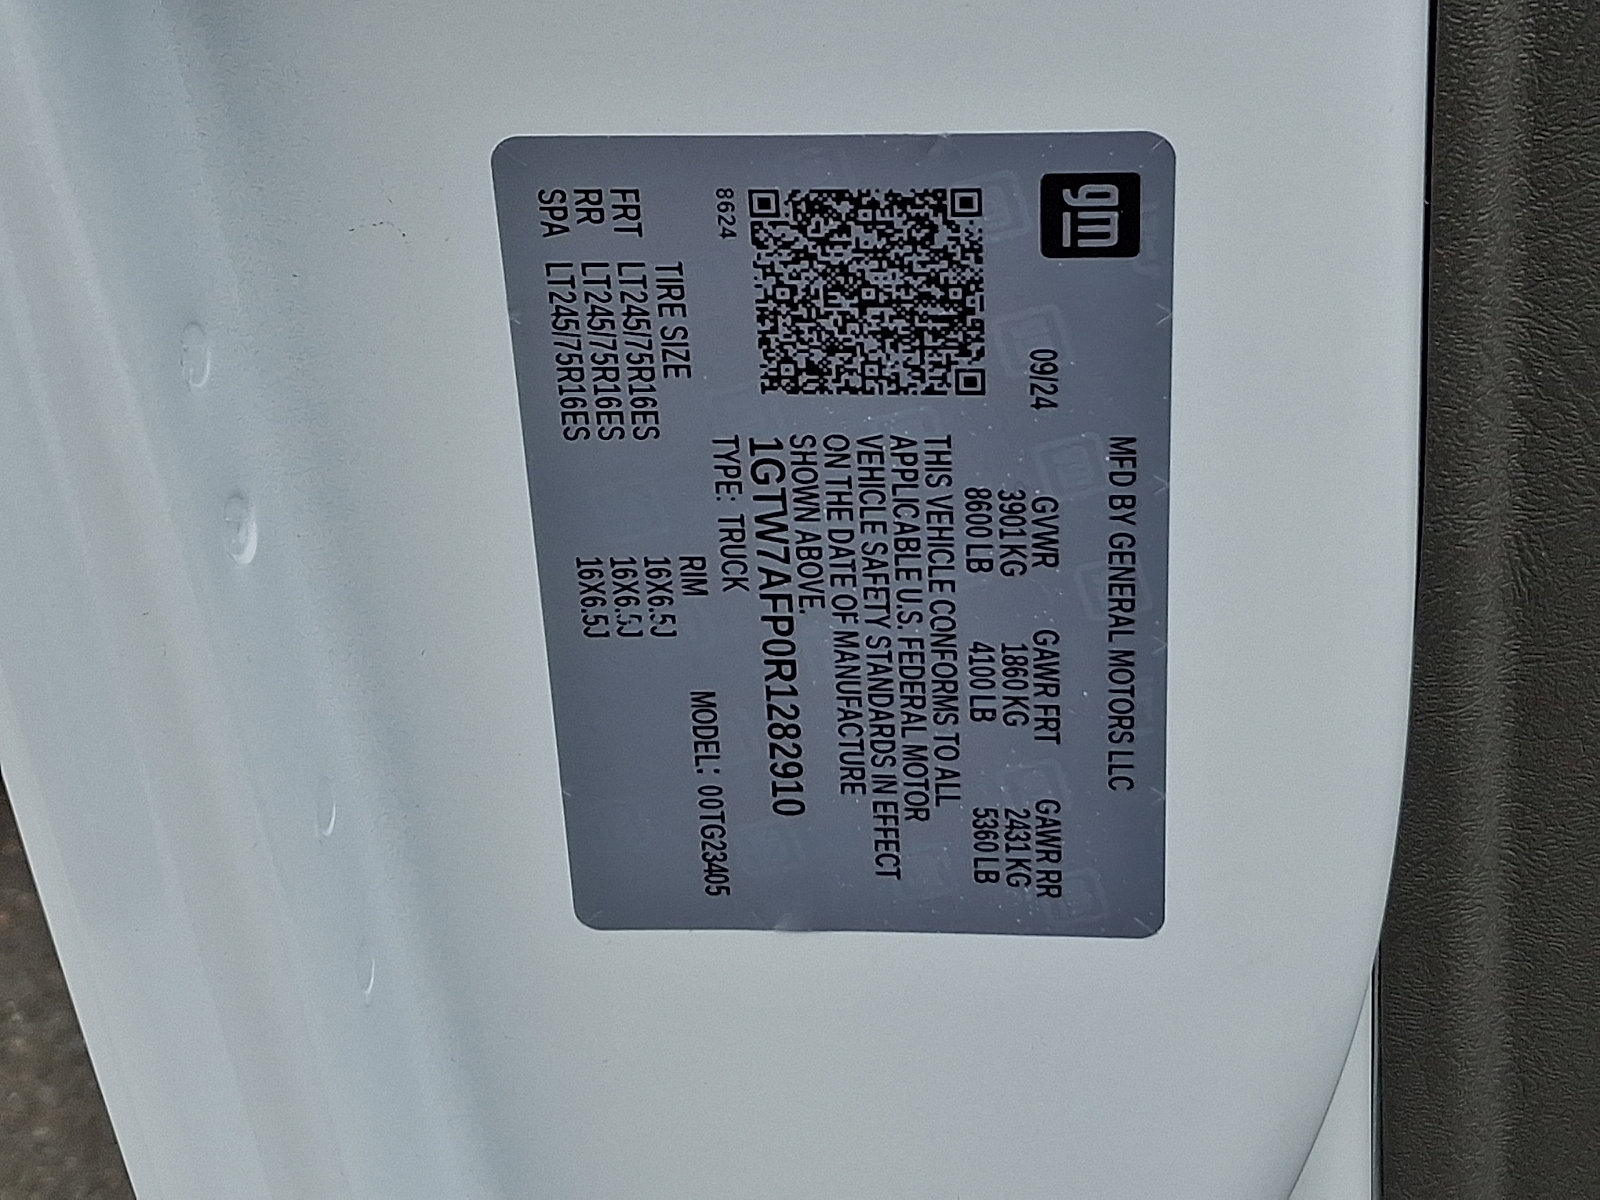 gm
MFD BY GENERAL MOTORS LLC
09/24 GVWR GAWR FRT GAWR RR
3901 KG 1860 KG 2431 KG
8600 LB 4100 LB 5360 LB
THIS VEHICLE CONFORMS TO ALL
APPLICABLE U.S. FEDERAL MOTOR
VEHICLE SAFETY STANDARDS IN EFFECT
ON THE DATE OF MANUFACTURE
SHOWN ABOVE.
1GTW7AFP0R1282910
8624 TYPE: TRUCK MODEL: 00TG23405
TIRE SIZE RIM
FRT LT245/75R16ES 16X6.5J
RR LT245/75R16ES 16X6.5J
SPA LT245/75R16ES 16X6.5J